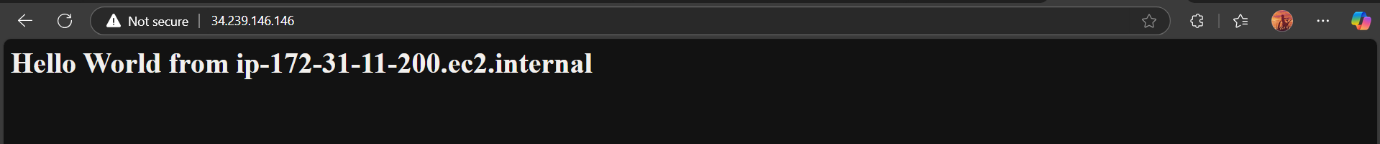 Not secure 34.239.146.146
Hello World from ip-172-31-11-200.ec2.internal